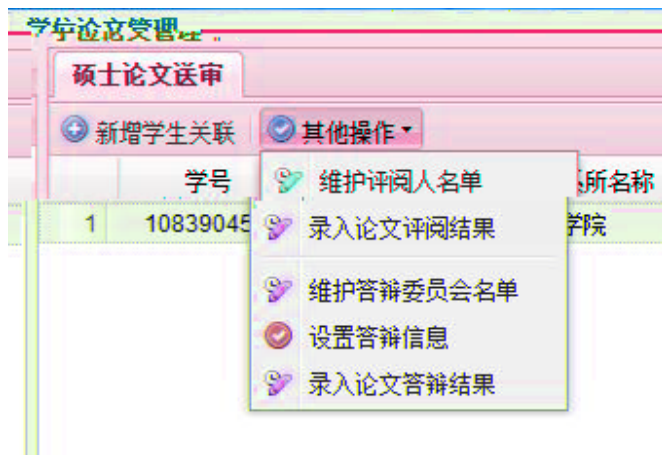 学位论文管理
硕士论文送审
新增学生关联 其他操作
学号 所名称
维护评阅人名单
1 10839045 学院
录入论文评阅结果
维护答辩委员会名单
设置答辩信息
录入论文答辩结果